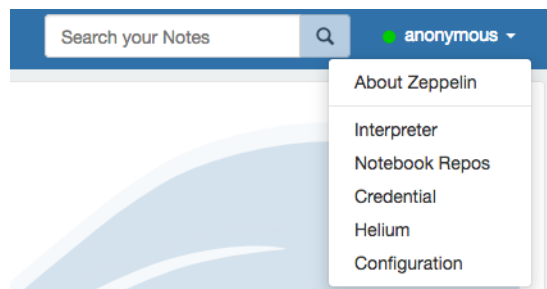 Search your Notes
anonymous
About Zeppelin
Interpreter
Notebook Repos
Credential
Helium
Configuration